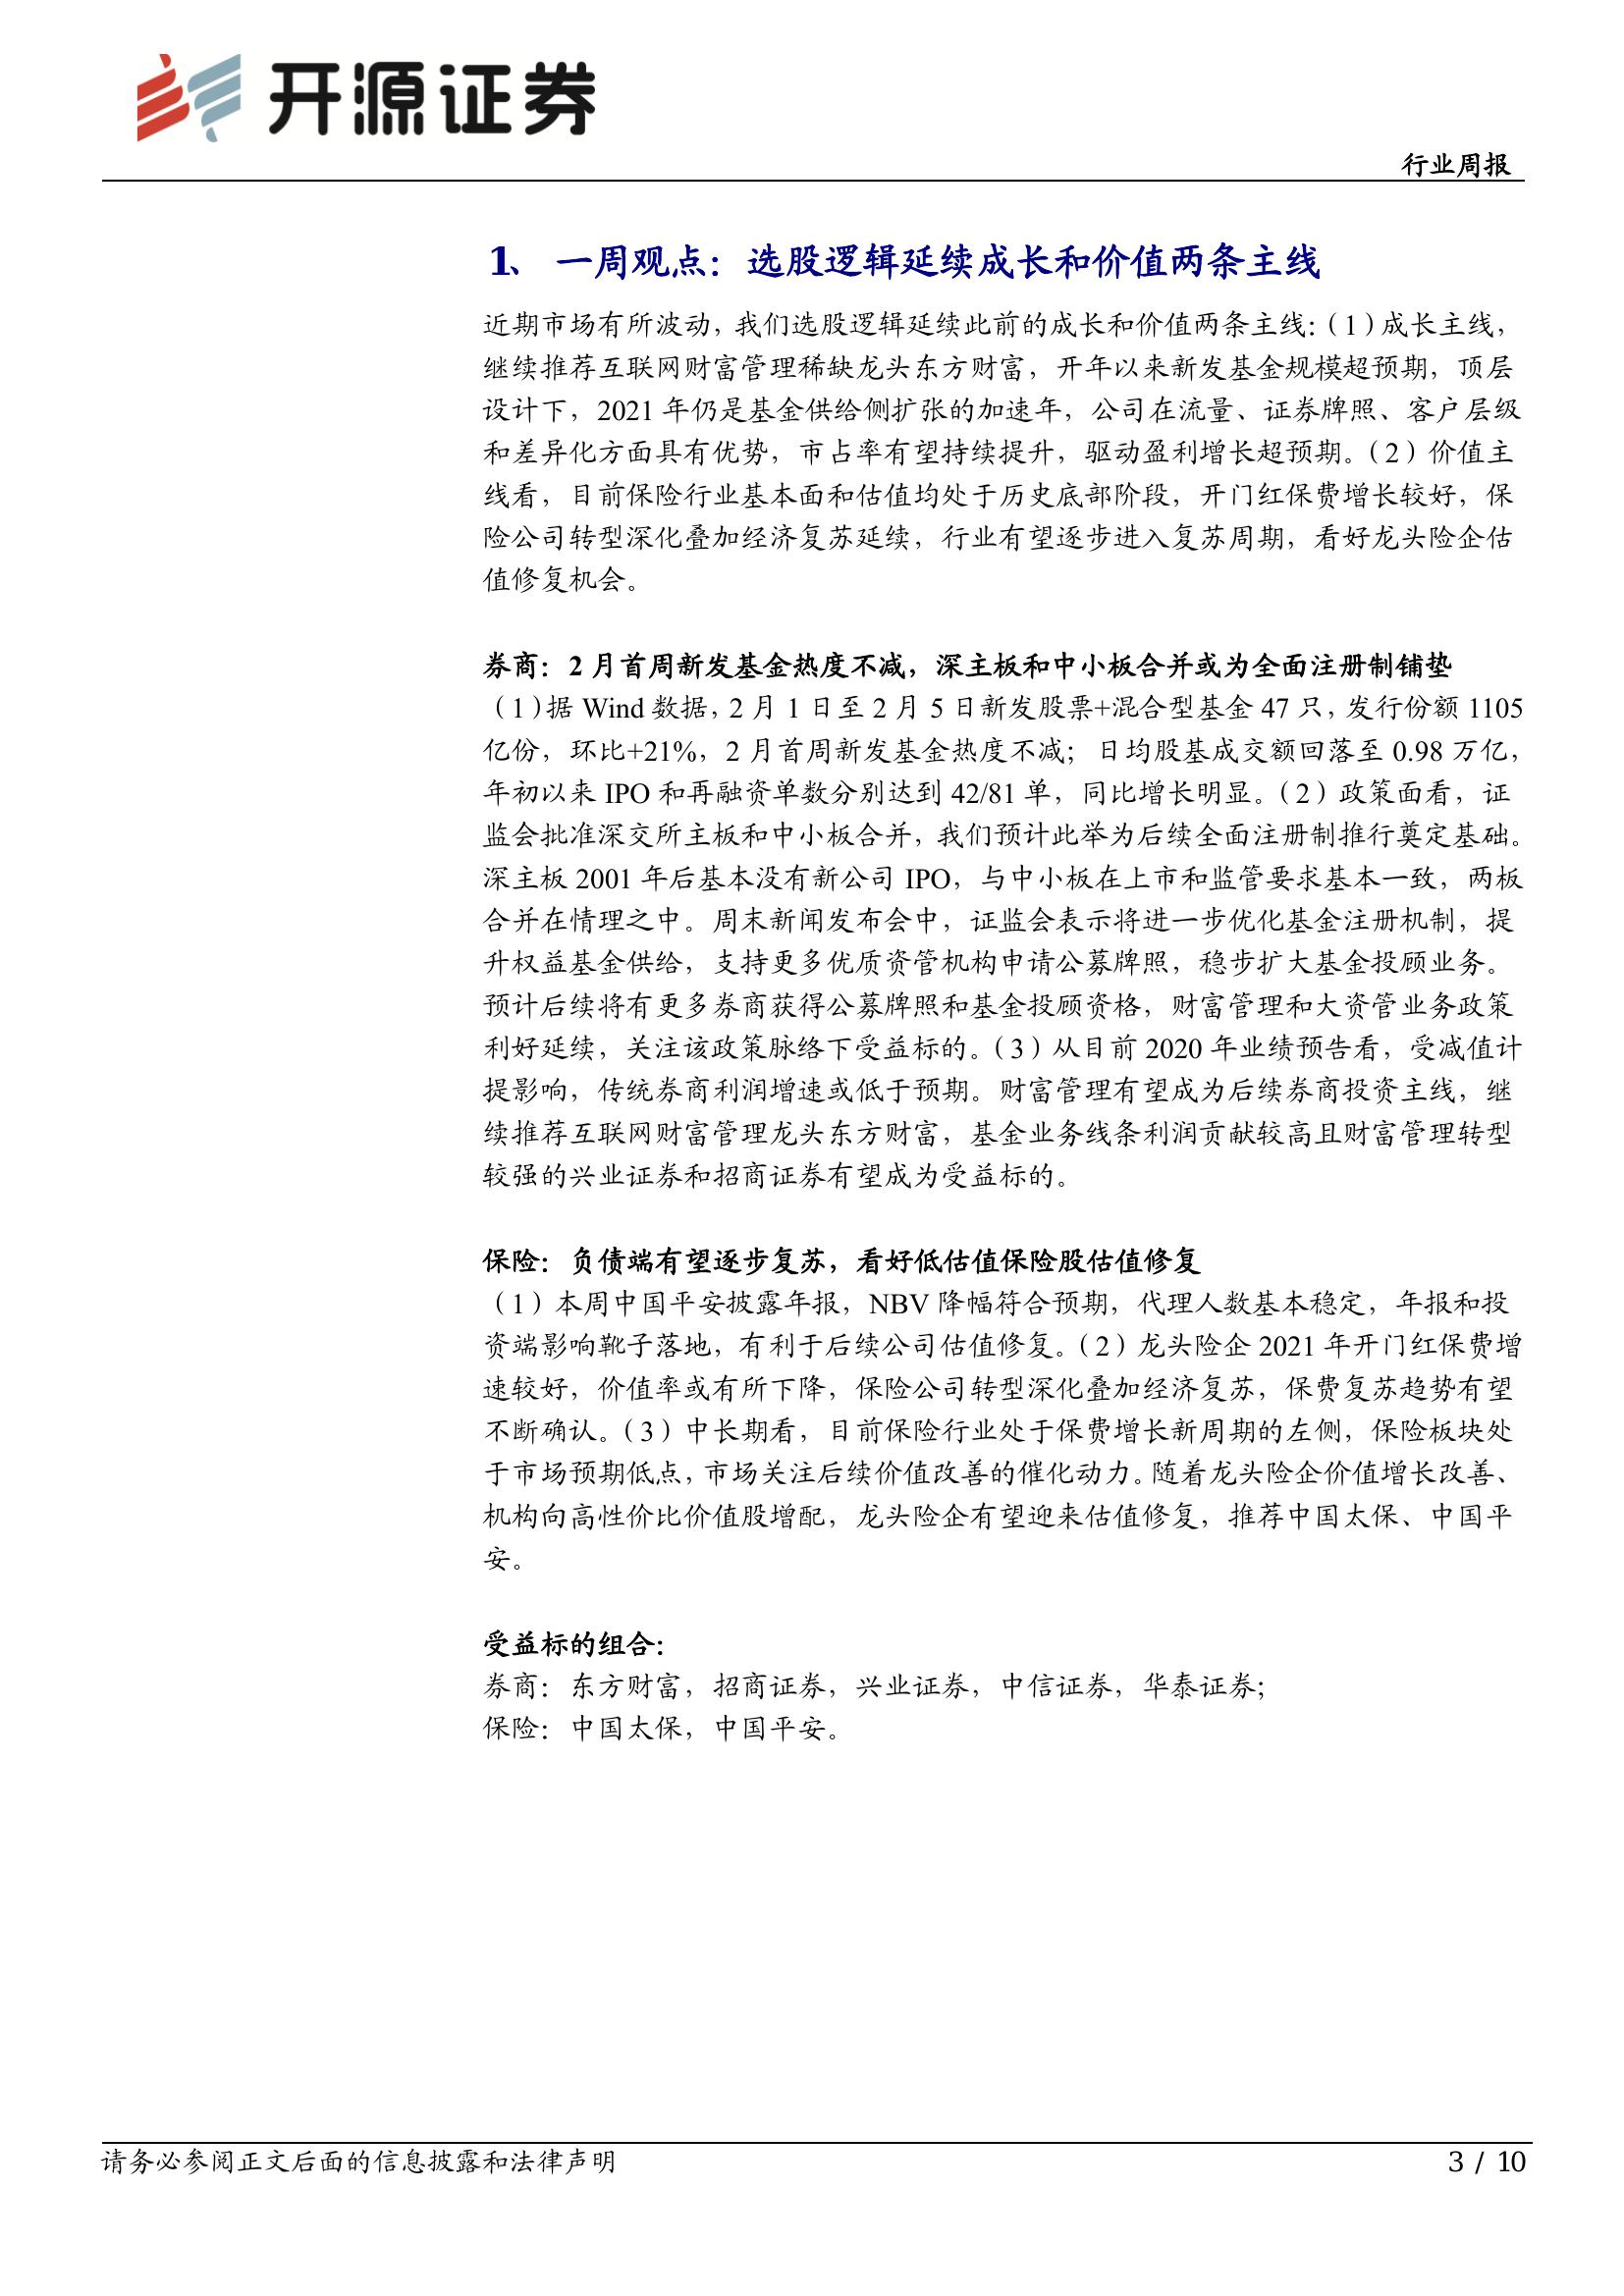 开源证券
行业周报
1、 一周观点：选股逻辑延续成长和价值两条主线
近期市场有所波动，我们选股逻辑延续此前的成长和价值两条主线：（1）成长主线，
继续推荐互联网财富管理稀缺龙头东方财富，开年以来新发基金规模超预期，顶层
设计下，2021 年仍是基金供给侧扩张的加速年，公司在流量、证券牌照、客户层级
和差异化方面具有优势，市占率有望持续提升，驱动盈利增长超预期。（2）价值主
线看，目前保险行业基本面和估值均处于历史底部阶段，开门红保费增长较好，保
险公司转型深化叠加经济复苏延续，行业有望逐步进入复苏周期，看好龙头险企估
值修复机会。
券商：2 月首周新发基金热度不减，深主板和中小板合并或为全面注册制铺垫
（1）据 Wind 数据，2 月 1 日至 2 月 5 日新发股票+混合型基金 47 只，发行份额 1105
亿份，环比+21%，2 月首周新发基金热度不减；日均股基成交额回落至 0.98 万亿，
年初以来 IPO 和再融资单数分别达到 42/81 单，同比增长明显。（2）政策面看，证
监会批准深交所主板和中小板合并，我们预计此举为后续全面注册制推行奠定基础。
深主板 2001 年后基本没有新公司 IPO，与中小板在上市和监管要求基本一致，两板
合并在情理之中。周末新闻发布会中，证监会表示将进一步优化基金注册机制，提
升权益基金供给，支持更多优质资管机构申请公募牌照，稳步扩大基金投顾业务。
预计后续将有更多券商获得公募牌照和基金投顾资格，财富管理和大资管业务政策
利好延续，关注该政策脉络下受益标的。（3）从目前 2020 年业绩预告看，受减值计
提影响，传统券商利润增速或低于预期。财富管理有望成为后续券商投资主线，继
续推荐互联网财富管理龙头东方财富，基金业务线条利润贡献较高且财富管理转型
较强的兴业证券和招商证券有望成为受益标的。
保险：负债端有望逐步复苏，看好低估值保险股估值修复
（1）本周中国平安披露年报，NBV 降幅符合预期，代理人数基本稳定，年报和投
资端影响靴子落地，有利于后续公司估值修复。（2）龙头险企 2021 年开门红保费增
速较好，价值率或有所下降，保险公司转型深化叠加经济复苏，保费复苏趋势有望
不断确认。（3）中长期看，目前保险行业处于保费增长新周期的左侧，保险板块处
于市场预期低点，市场关注后续价值改善的催化动力。随着龙头险企价值增长改善、
机构向高性价比价值股增配，龙头险企有望迎来估值修复，推荐中国太保、中国平
安。
受益标的组合：
券商：东方财富，招商证券，兴业证券，中信证券，华泰证券；
保险：中国太保，中国平安。
请务必参阅正文后面的信息披露和法律声明
3 / 10